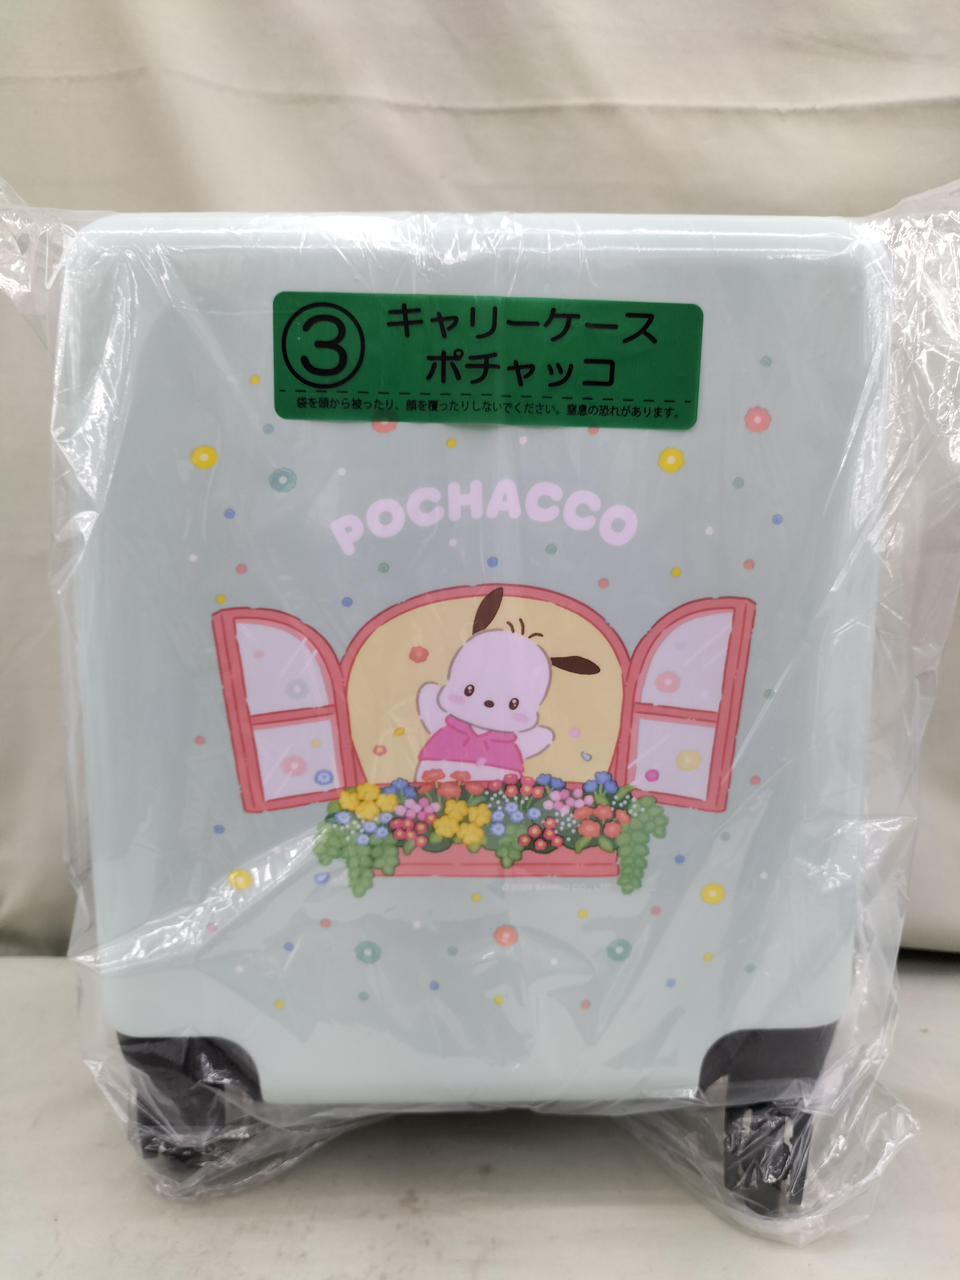 ③ キャリーケース
ポチャッコ
袋を頭から被ったり、顔を覆ったりしないでください。窒息の恐れがあります。
POCHACCO